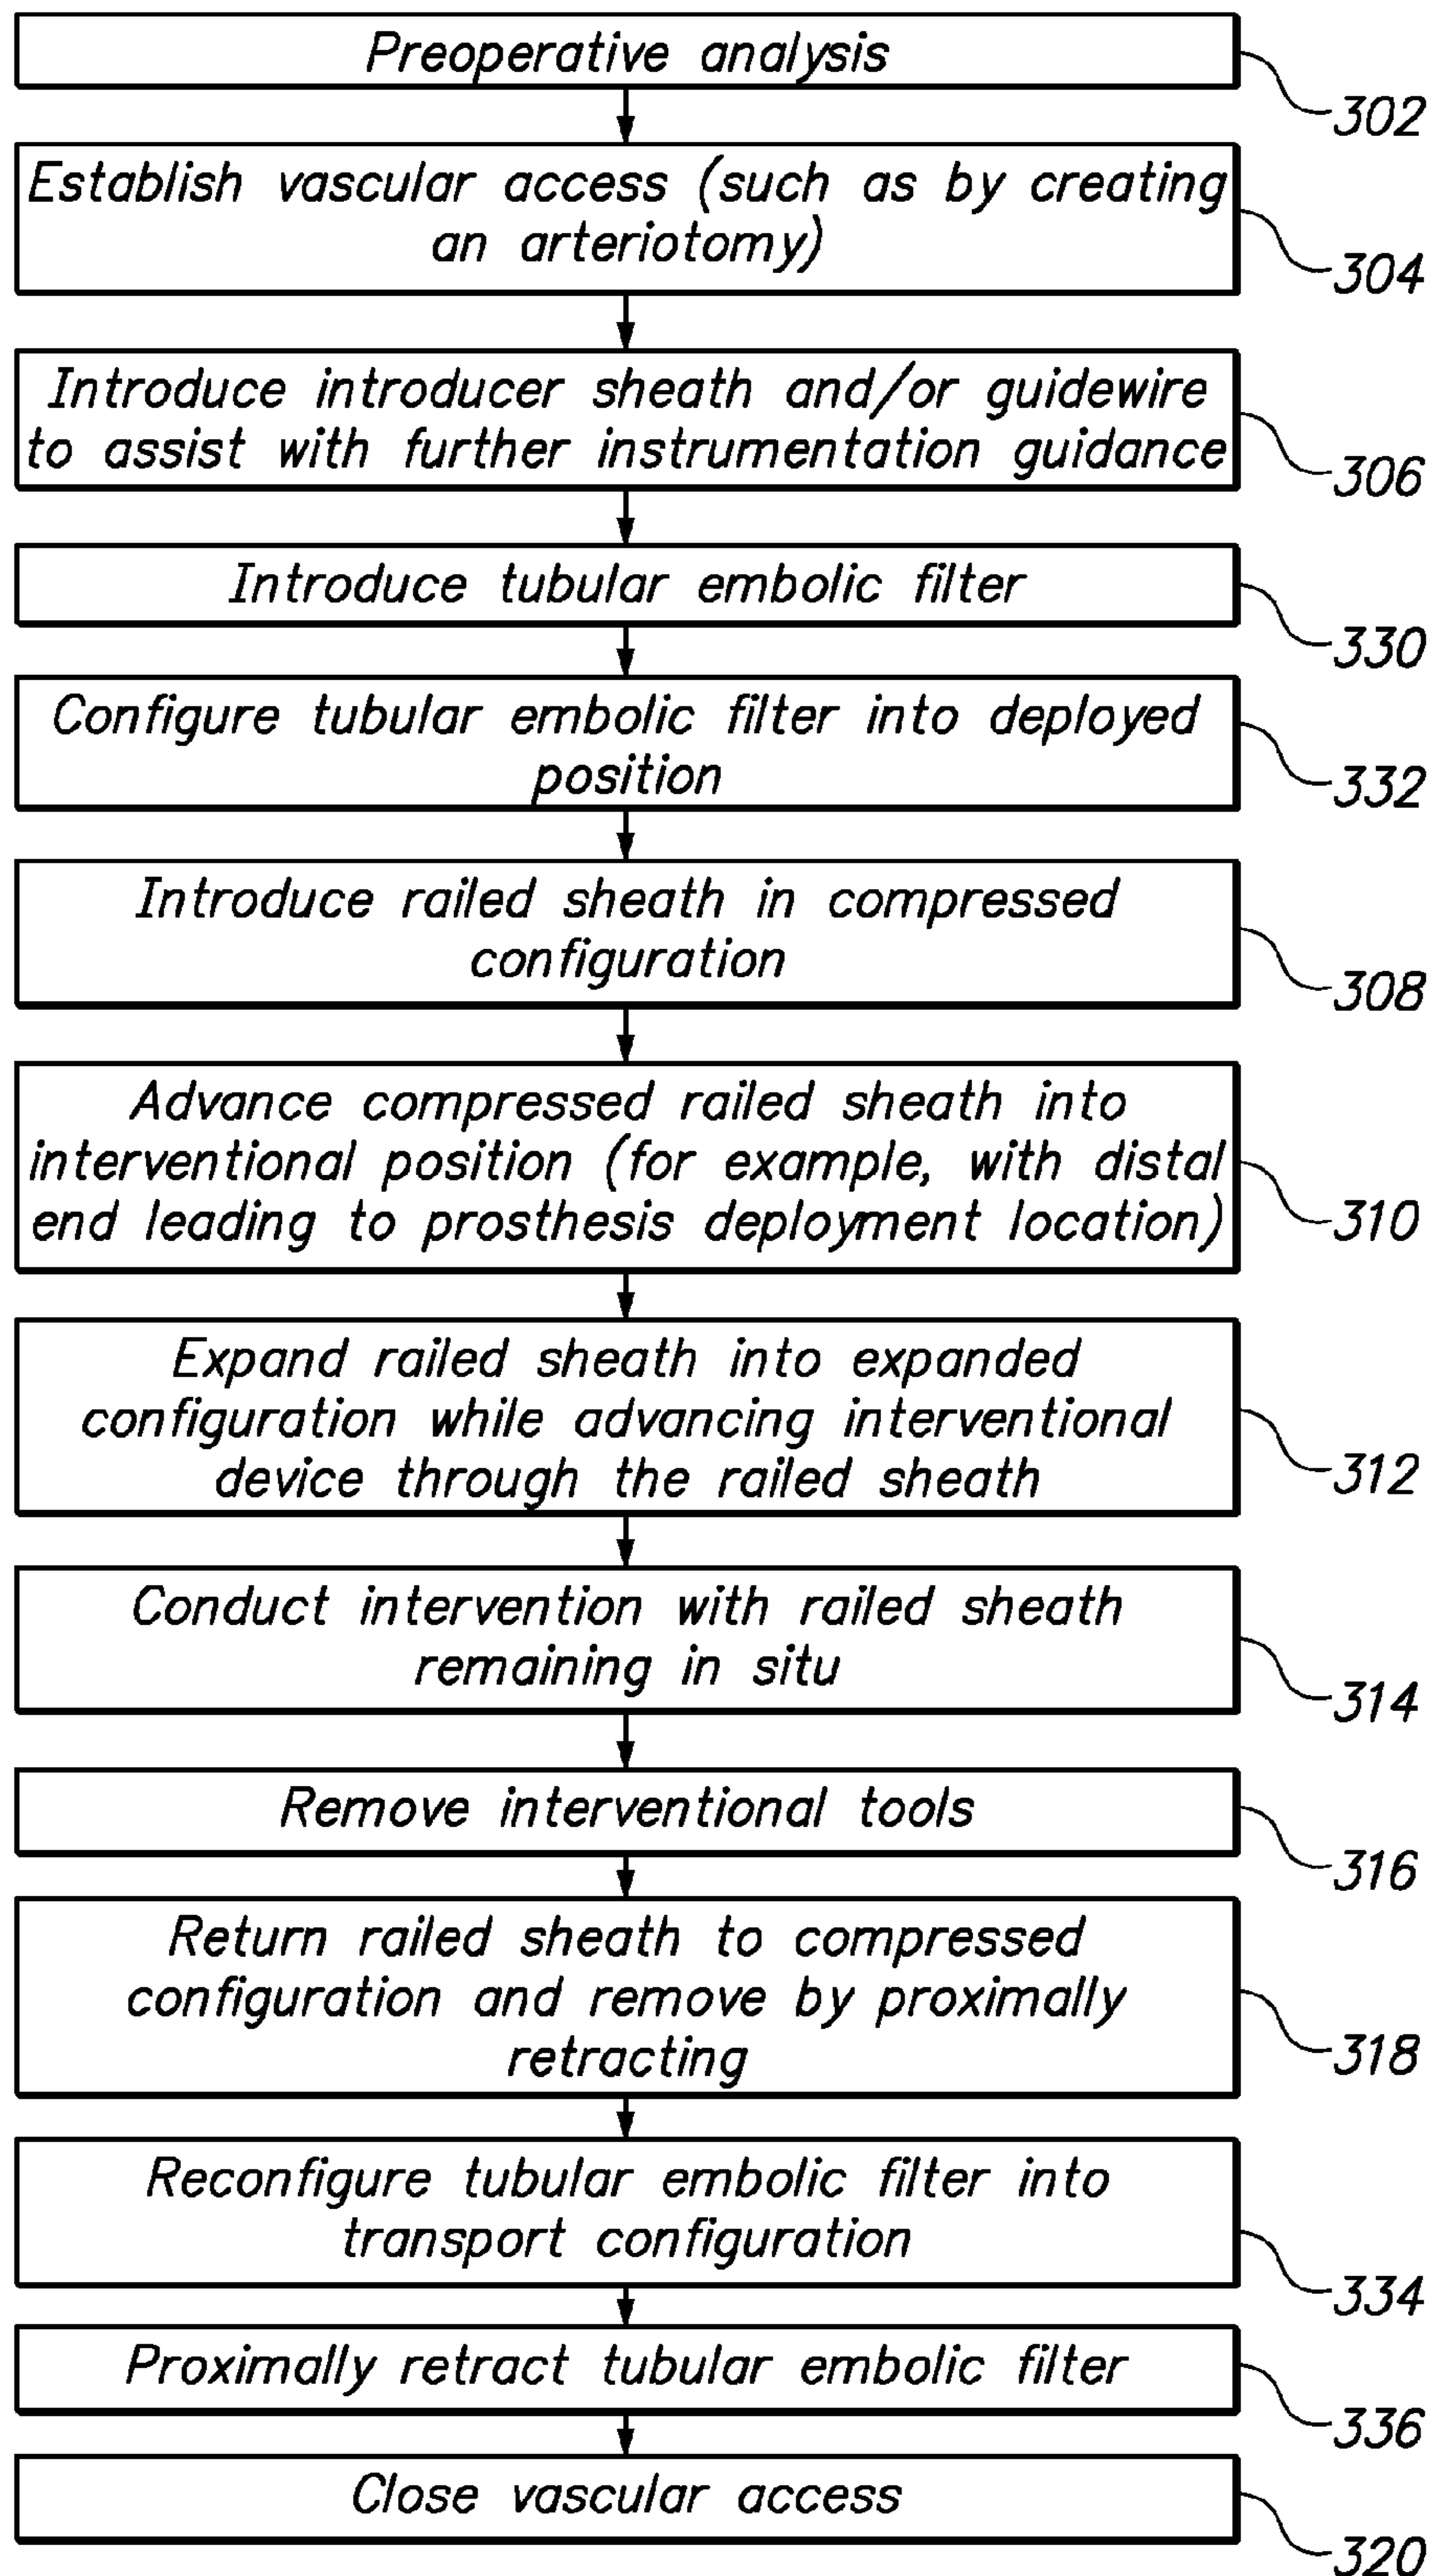 Preoperative analysis
302
Establish vascular access (such as by creating
an arteriotomy)
304
Introduce introducer sheath and/or guidewire
to assist with further instrumentation guidance
306
Introduce tubular embolic filter
330
Configure tubular embolic filter into deployed
position
332
Introduce railed sheath in compressed
configuration
308
Advance compressed railed sheath into
interventional position (for example, with distal
end leading to prosthesis deployment location)
310
Expand railed sheath into expanded
configuration while advancing interventional
device through the railed sheath
312
Conduct intervention with railed sheath
remaining in situ
314
Remove interventional tools
316
Return railed sheath to compressed
configuration and remove by proximally
retracting
318
Reconfigure tubular embolic filter into
transport configuration
334
Proximally retract tubular embolic filter
336
Close vascular access
320